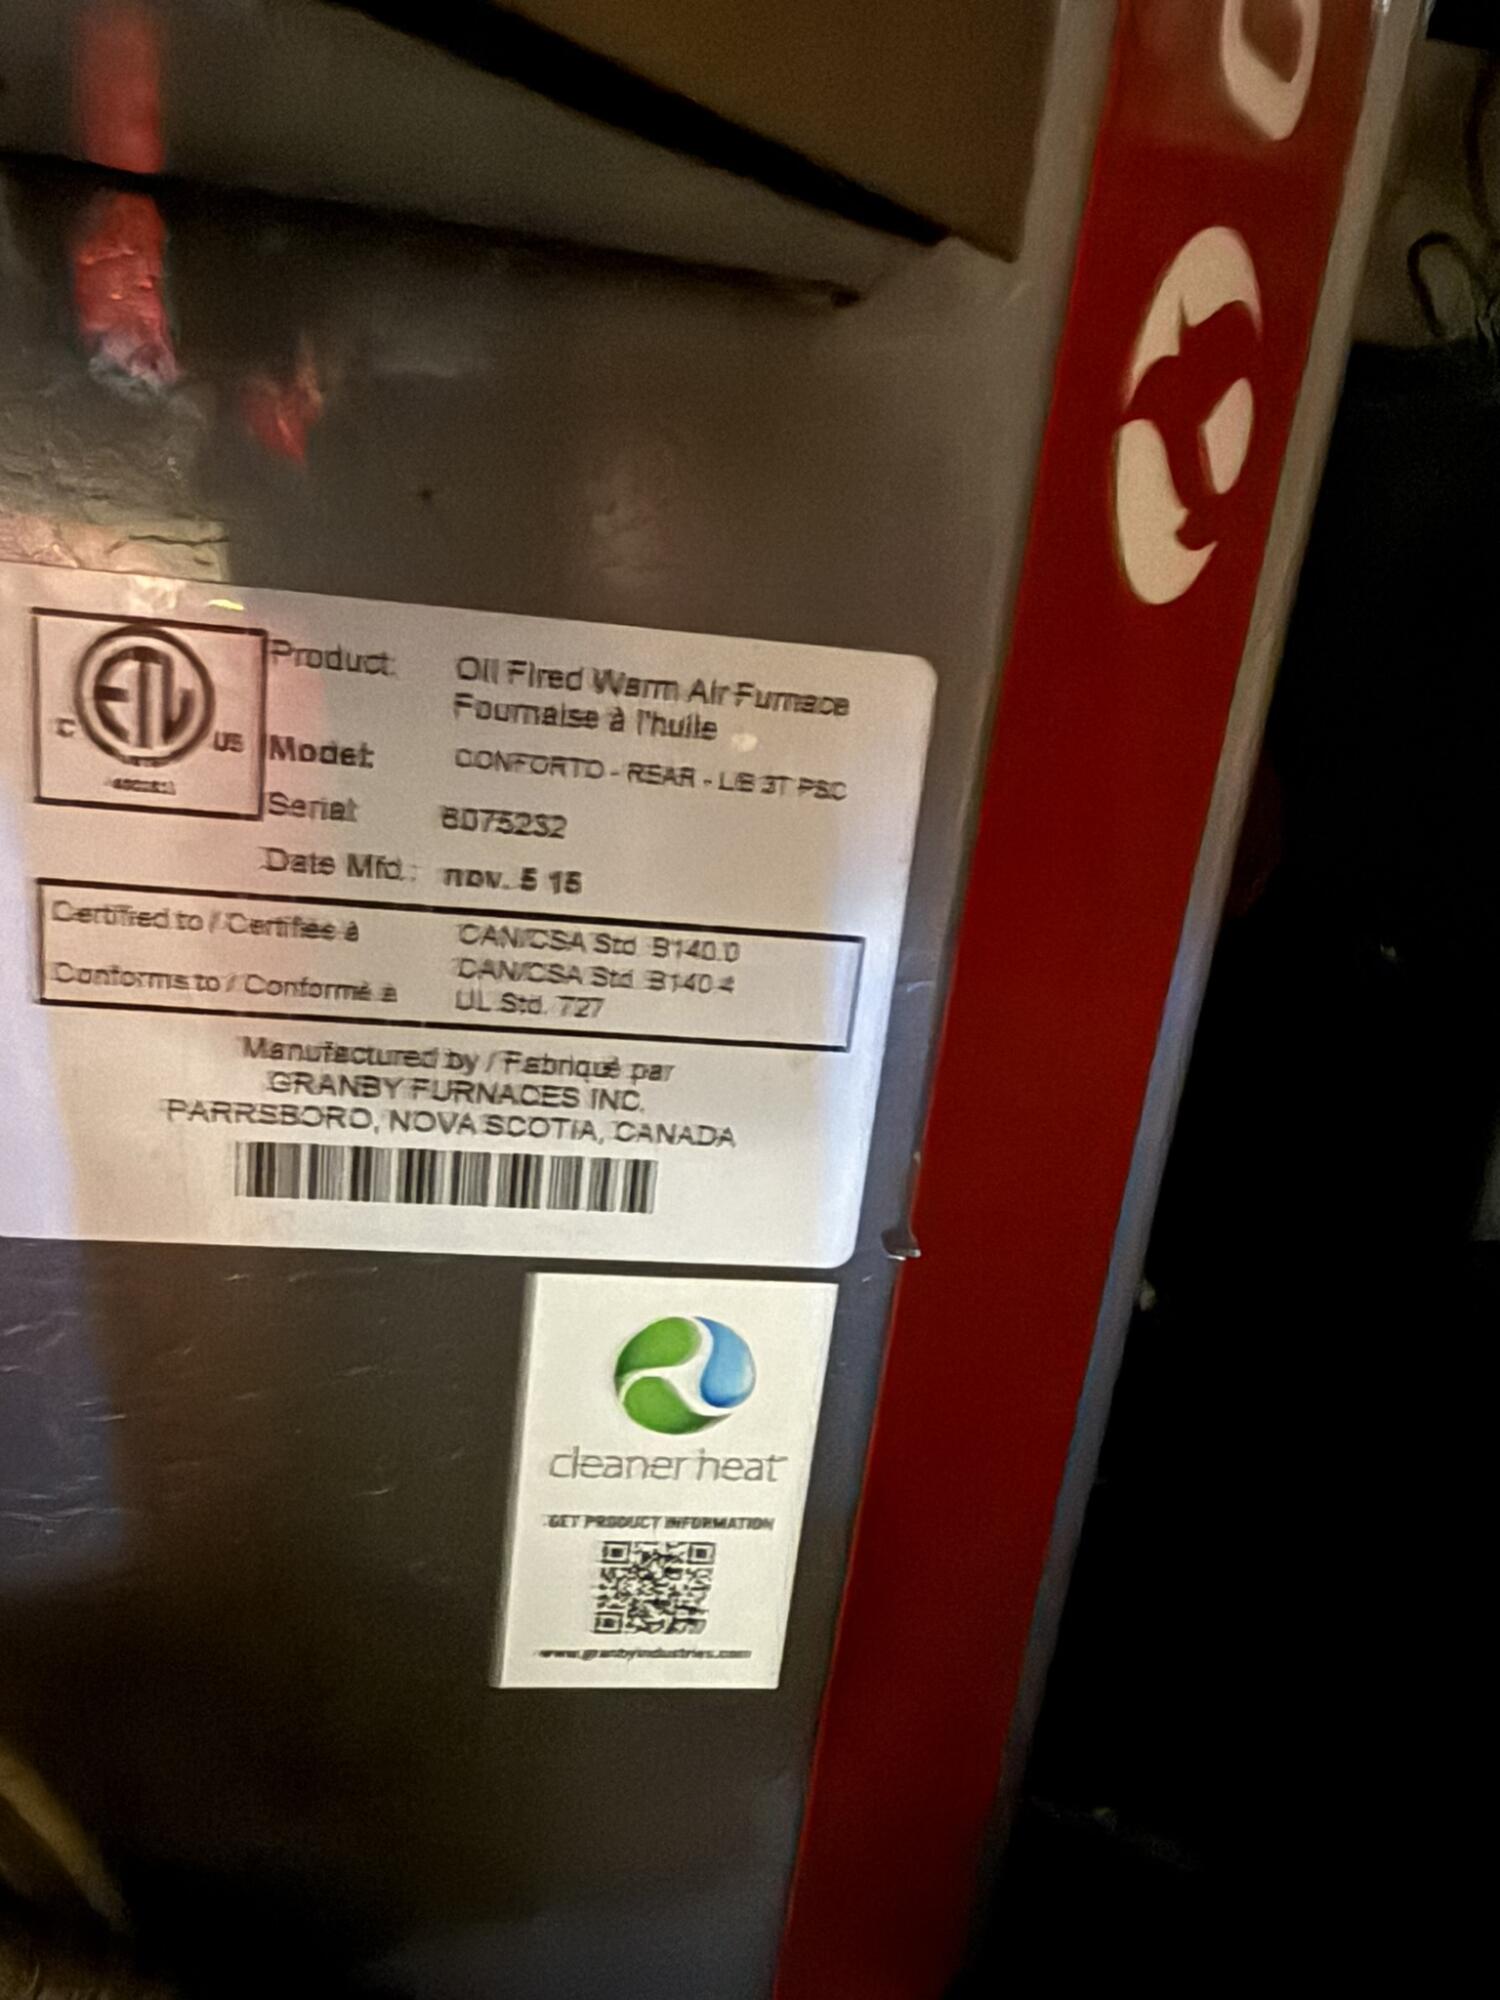 C ETL US
Product: Oil Fired Warm Air Furnace
Fournaise à l'huile
Model: CONFORTO - REAR - L/B 3T PSC
Serial: 8075232
Date Mfd.: nov. 5 15
Certified to / Certifiée à CAN/CSA Std B140.0
CAN/CSA Std B140.4
Conforms to / Conforme à UL Std. 727
Manufactured by / Fabriqué par
GRANBY FURNACES INC.
PARRSBORO, NOVA SCOTIA, CANADA
cleaner heat
GET PRODUCT INFORMATION
www.granbyindustries.com